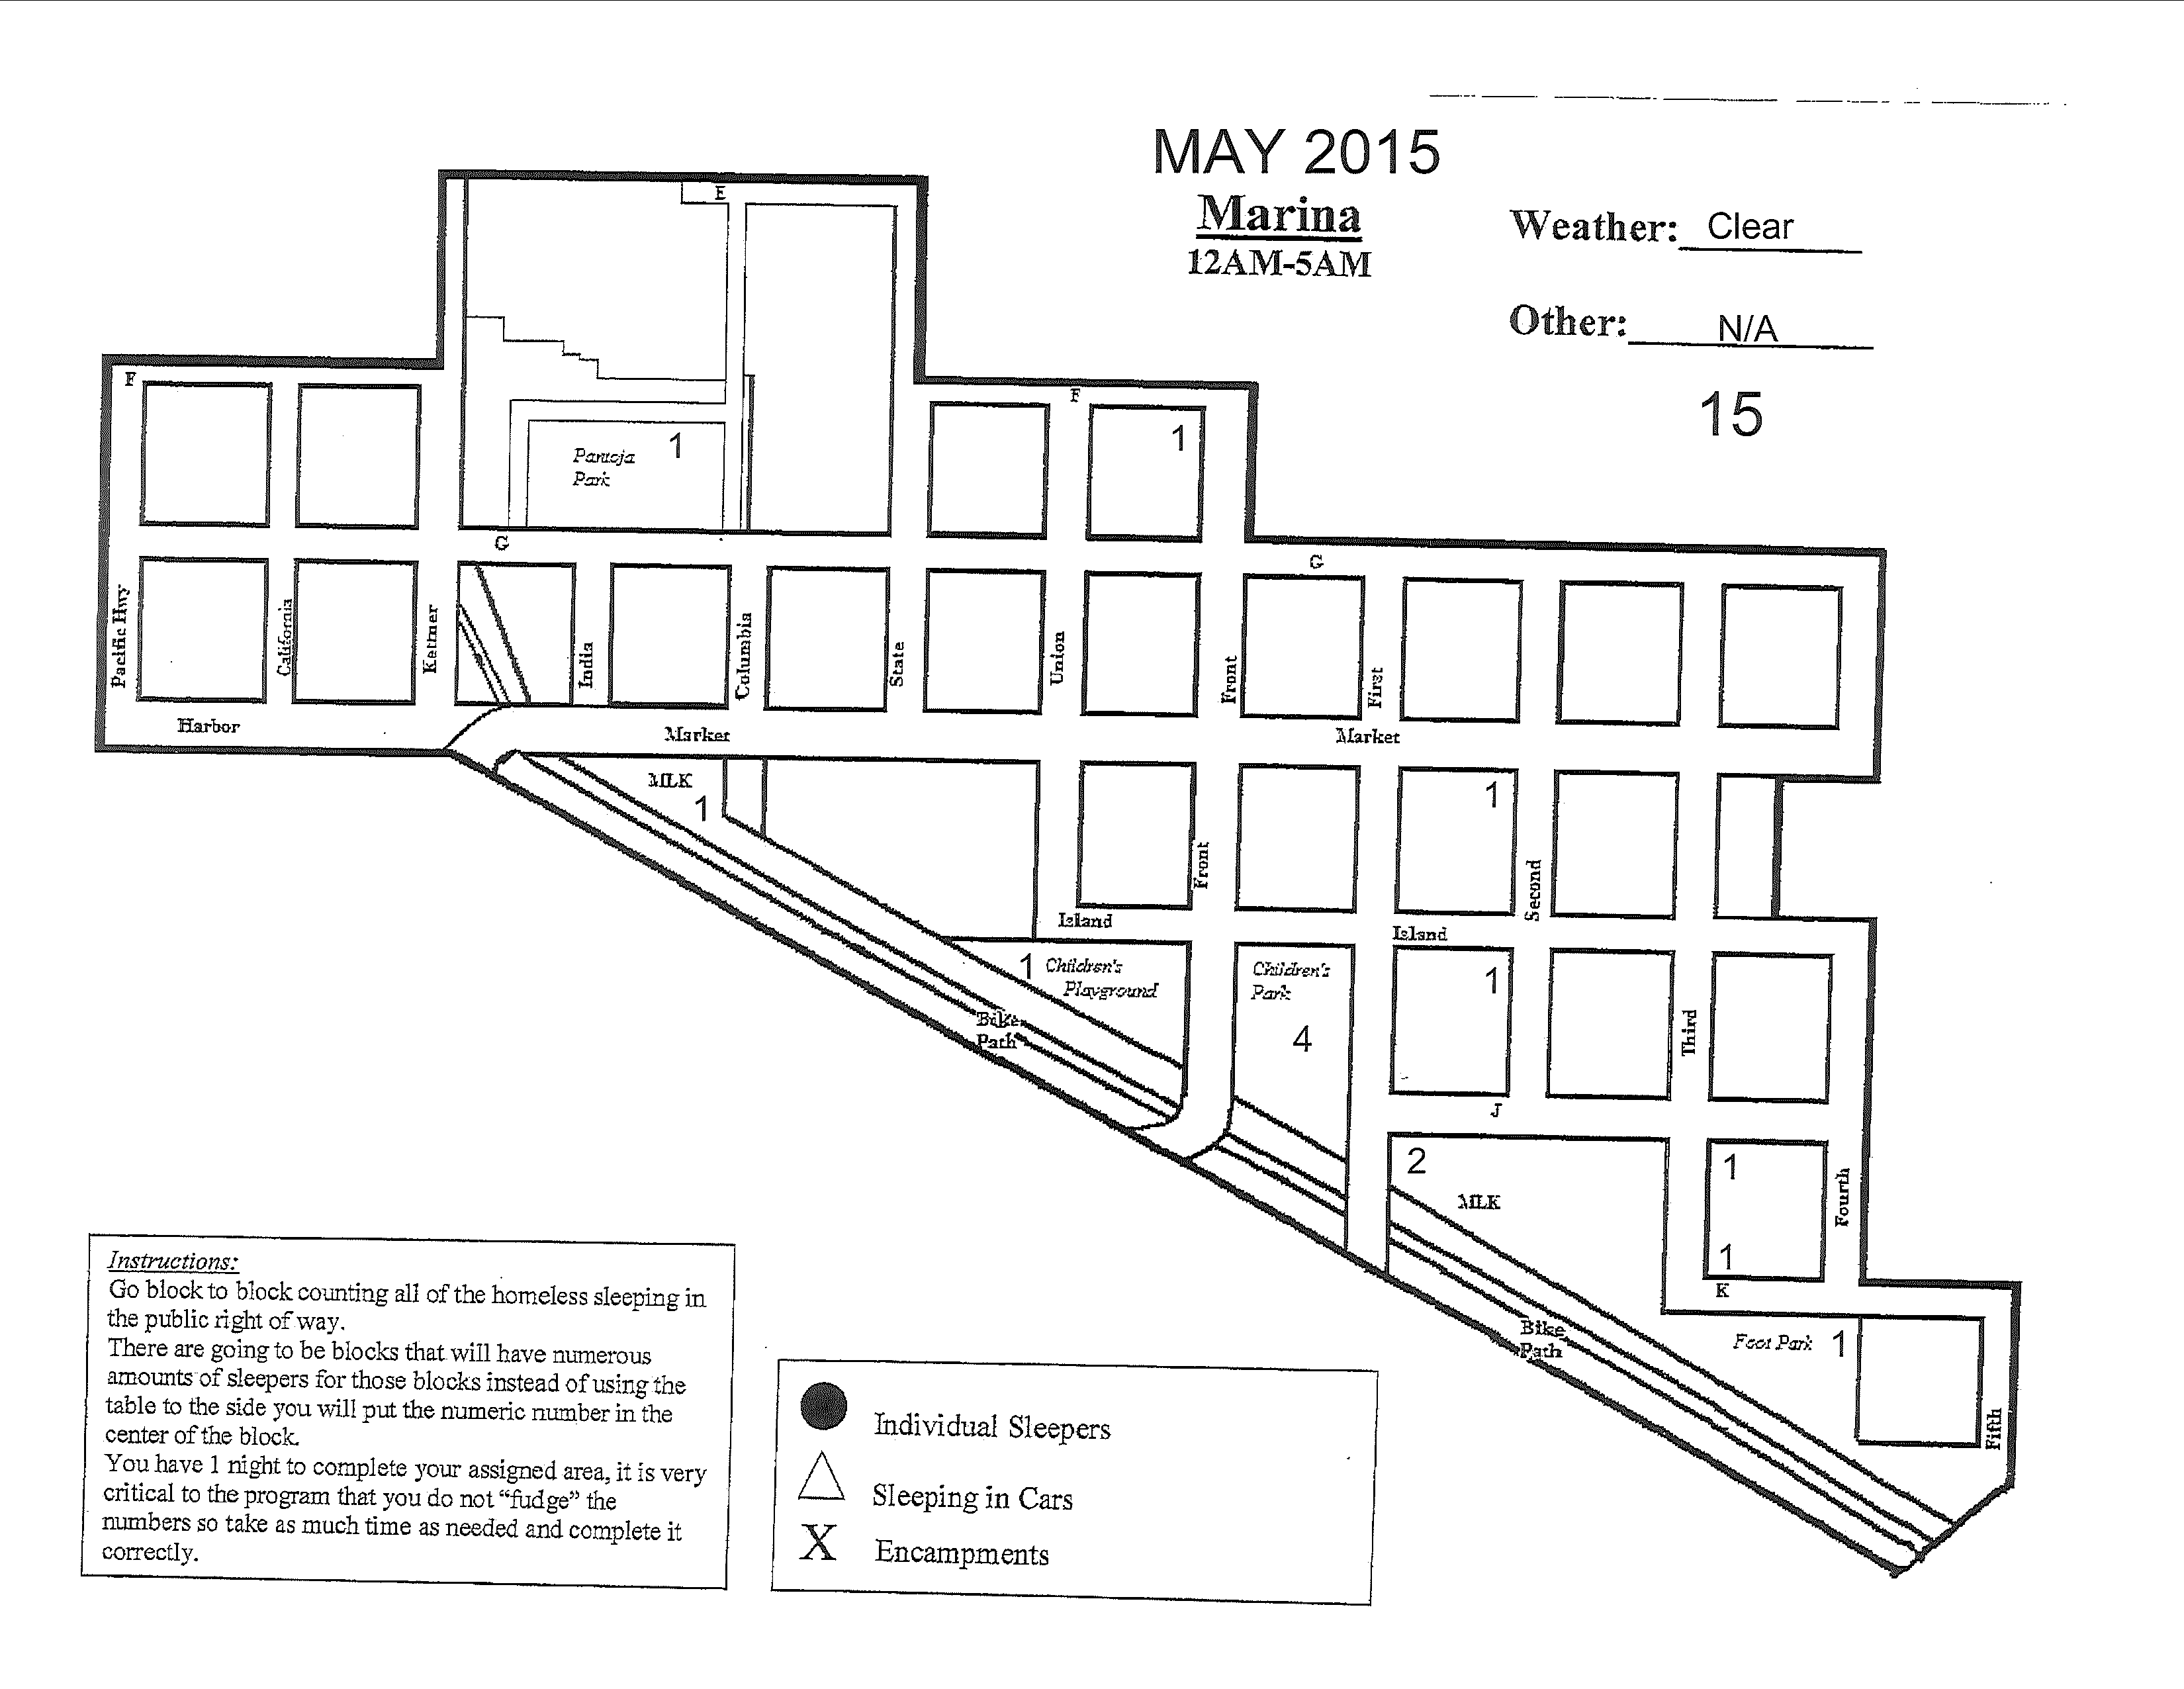 MAY 2015
Marina
12AM-5AM
Weather: Clear
Other: N/A
15
E
F
F
1
Pantoja
Park
1
G
G
Pacific Hwy
California
Kettner
India
Columbia
State
Union
Front
First
Harbor
Market
Market
MLK
1
1
Front
Second
Island
Island
1 Children's
Playground
Children's
Park
4
1
Third
Bike
Path
J
2
MLK
1
1
Fourth
K
Foot Park 1
Bike
Path
Fifth
Instructions:
Go block to block counting all of the homeless sleeping in
the public right of way.
There are going to be blocks that will have numerous
amounts of sleepers for those blocks instead of using the
table to the side you will put the numeric number in the
center of the block.
You have 1 night to complete your assigned area, it is very
critical to the program that you do not “fudge” the
numbers so take as much time as needed and complete it
correctly.
Individual Sleepers
Sleeping in Cars
X Encampments